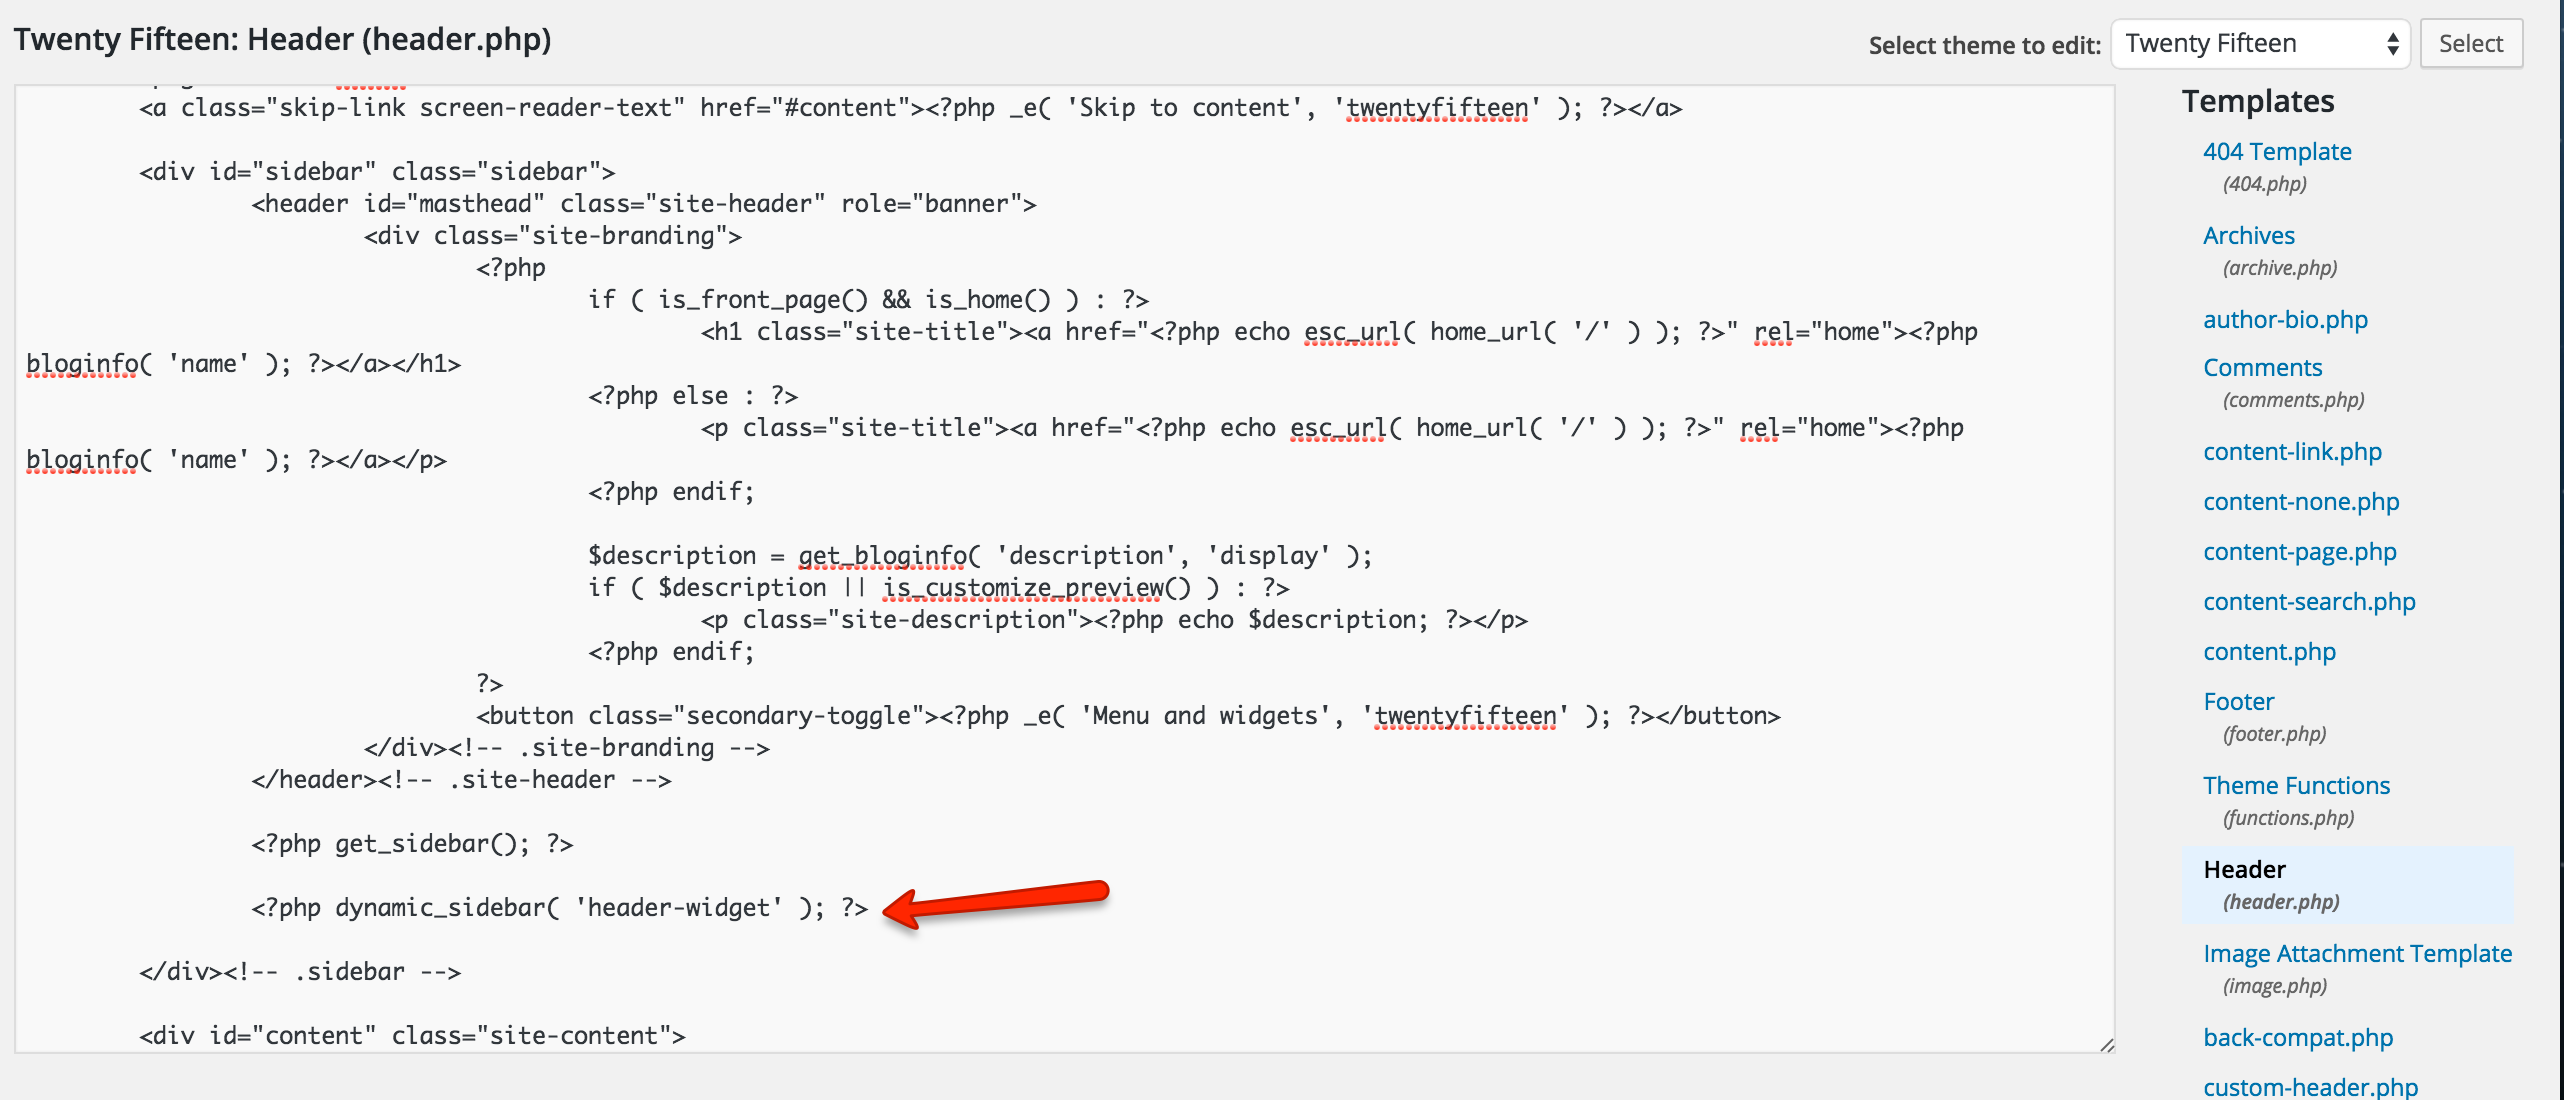 Twenty Fifteen: Header (header.php)
Select theme to edit: Twenty Fifteen Select
<a class="skip-link screen-reader-text" href="#content"><?php _e( 'Skip to content', 'twentyfifteen' ); ?></a>
<div id="sidebar" class="sidebar">
<header id="masthead" class="site-header" role="banner">
<div class="site-branding">
<?php
if ( is_front_page() && is_home() ) : ?>
<h1 class="site-title"><a href="<?php echo esc_url( home_url( '/' ) ); ?>" rel="home"><?php
bloginfo( 'name' ); ?></a></h1>
<?php else : ?>
<p class="site-title"><a href="<?php echo esc_url( home_url( '/' ) ); ?>" rel="home"><?php
bloginfo( 'name' ); ?></a></p>
<?php endif;
$description = get_bloginfo( 'description', 'display' );
if ( $description || is_customize_preview() ) : ?>
<p class="site-description"><?php echo $description; ?></p>
<?php endif;
?>
<button class="secondary-toggle"><?php _e( 'Menu and widgets', 'twentyfifteen' ); ?></button>
</div><!-- .site-branding -->
</header><!-- .site-header -->
<?php get_sidebar(); ?>
<?php dynamic_sidebar( 'header-widget' ); ?>
</div><!-- .sidebar -->
<div id="content" class="site-content">
Templates
404 Template
(404.php)
Archives
(archive.php)
author-bio.php
Comments
(comments.php)
content-link.php
content-none.php
content-page.php
content-search.php
content.php
Footer
(footer.php)
Theme Functions
(functions.php)
Header
(header.php)
Image Attachment Template
(image.php)
back-compat.php
custom-header.php